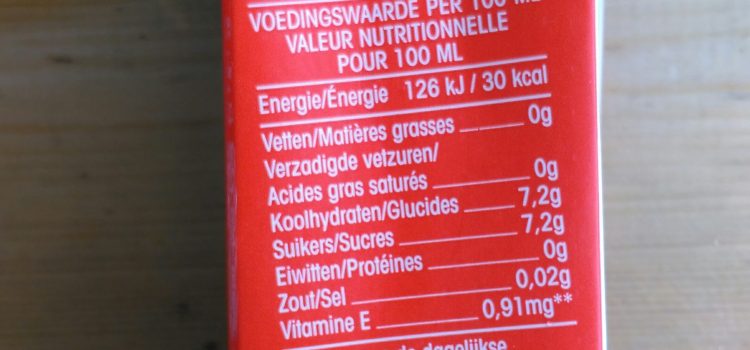 VOEDINGSWAARDE PER 100 ML
VALEUR NUTRITIONNELLE
POUR 100 ML
Energie/Énergie 126 kJ / 30 kcal
Vetten/Matières grasses 0g
Verzadigde vetzuren/
Acides gras saturés 0g
Koolhydraten/Glucides 7,2g
Suikers/Sucres 7,2g
Eiwitten/Protéines 0g
Zout/Sel 0,02g
Vitamine E 0,91mg**
de dagelijkse